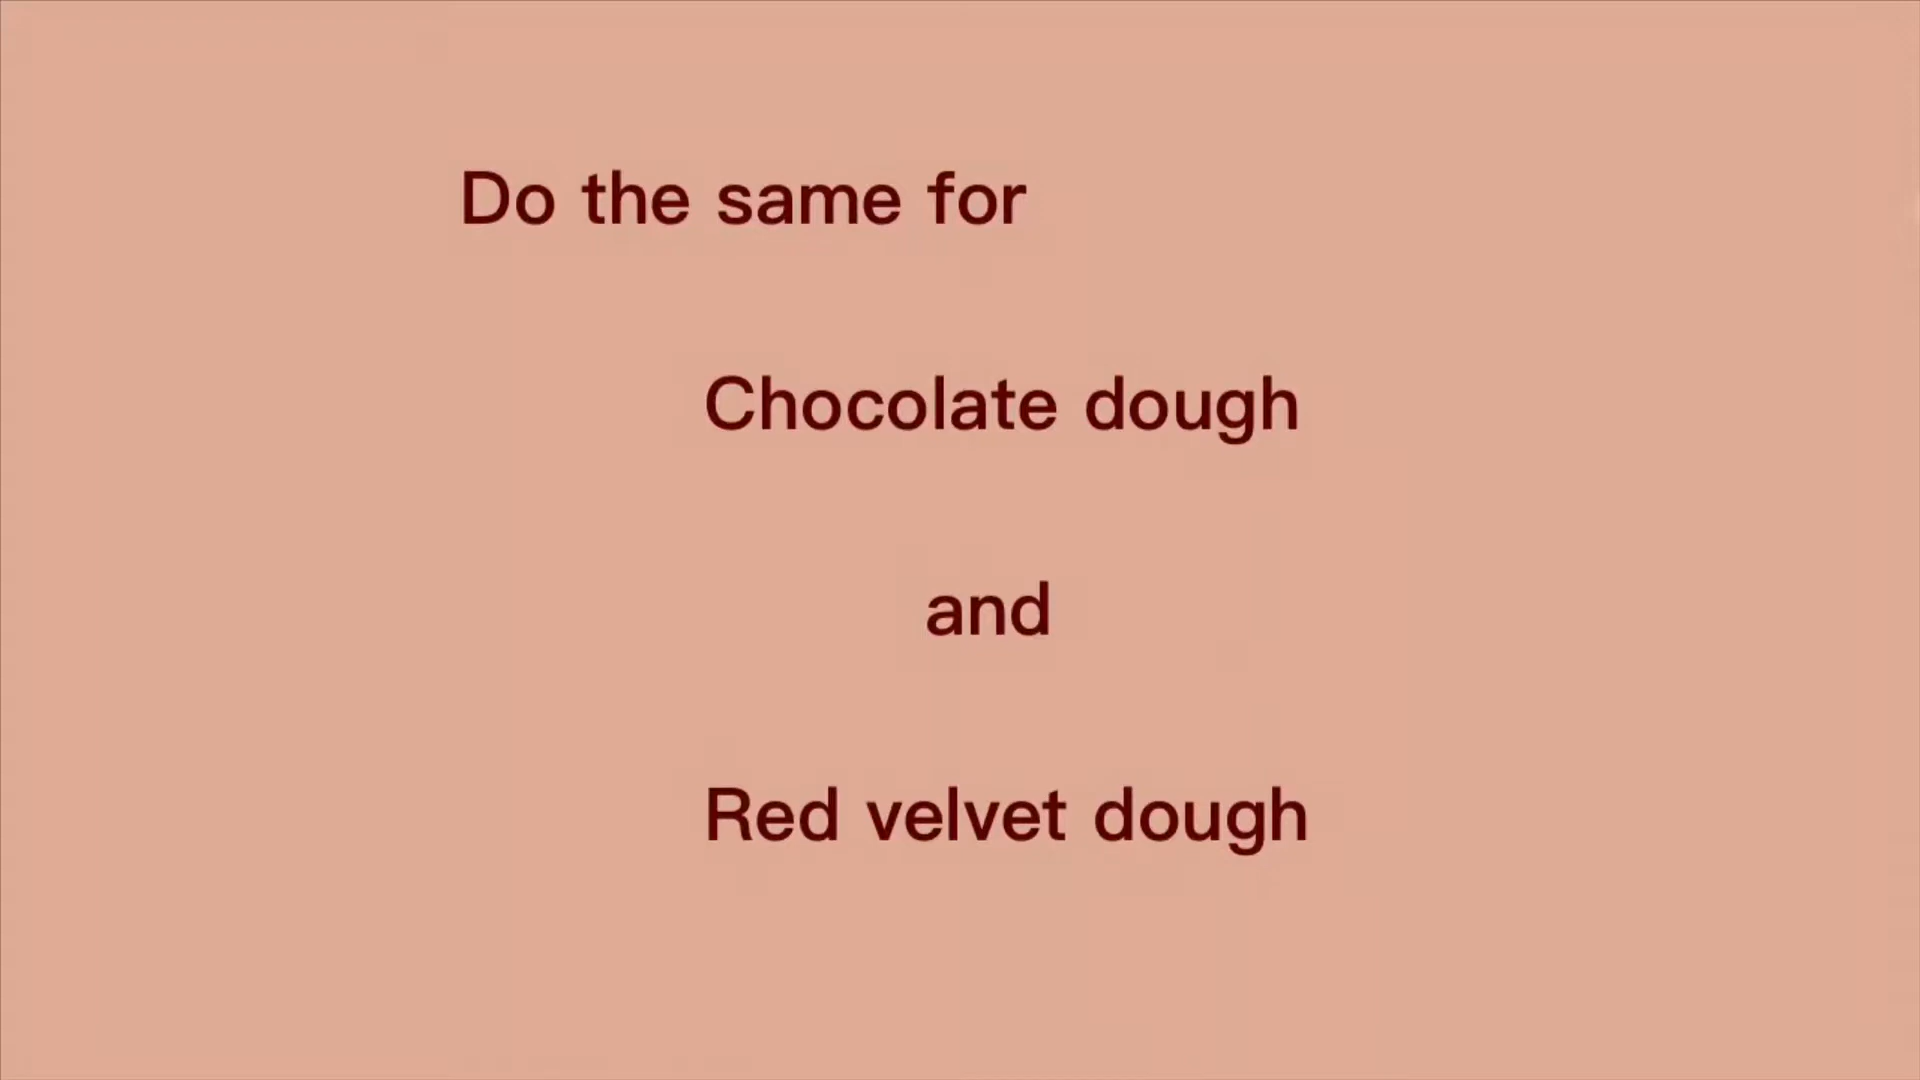 Do the same for
Chocolate dough
and
Red velvet dough